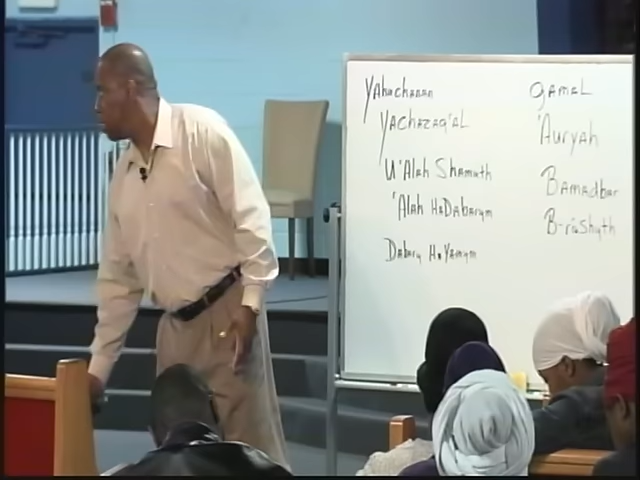 Yahuchanan
Yachazaq'al
U'Alah Shamuth
'Alah HaDabarym
Dabary HaYamym
gamal
'Auryah
Bamadbar
B-rashyth